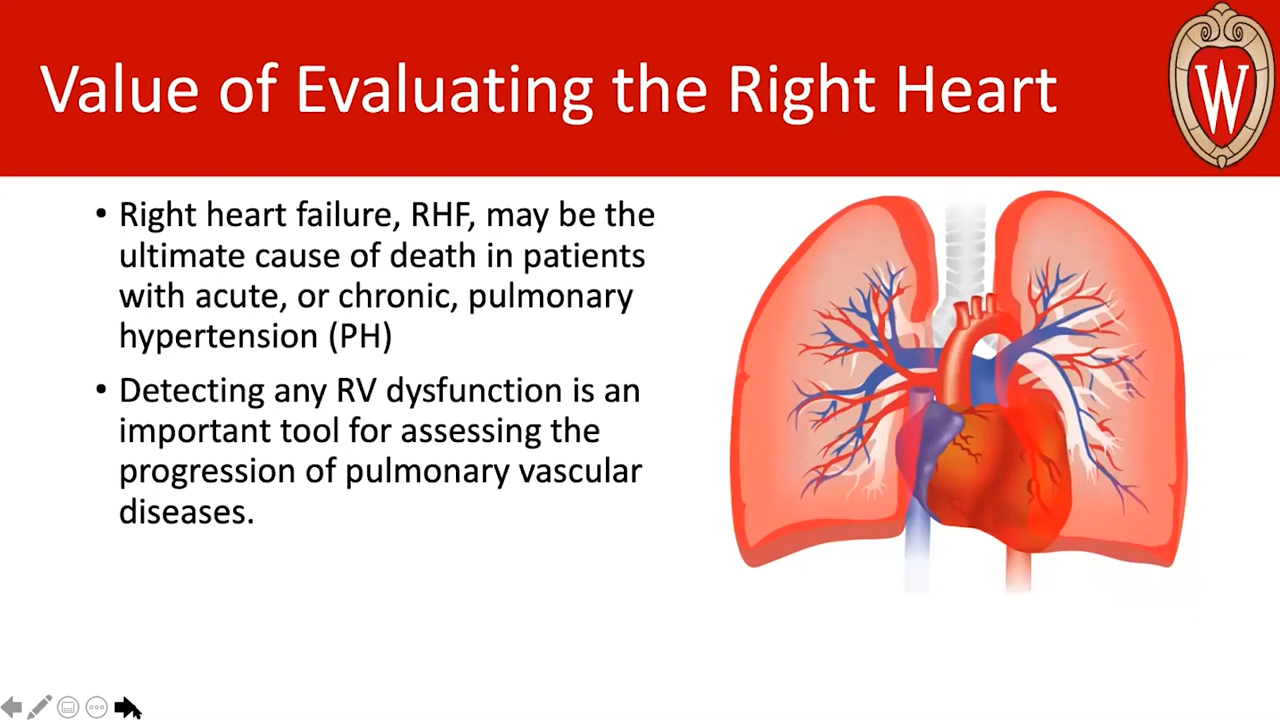 Value of Evaluating the Right Heart
W
• Right heart failure, RHF, may be the
ultimate cause of death in patients
with acute, or chronic, pulmonary
hypertension (PH)
• Detecting any RV dysfunction is an
important tool for assessing the
progression of pulmonary vascular
diseases.